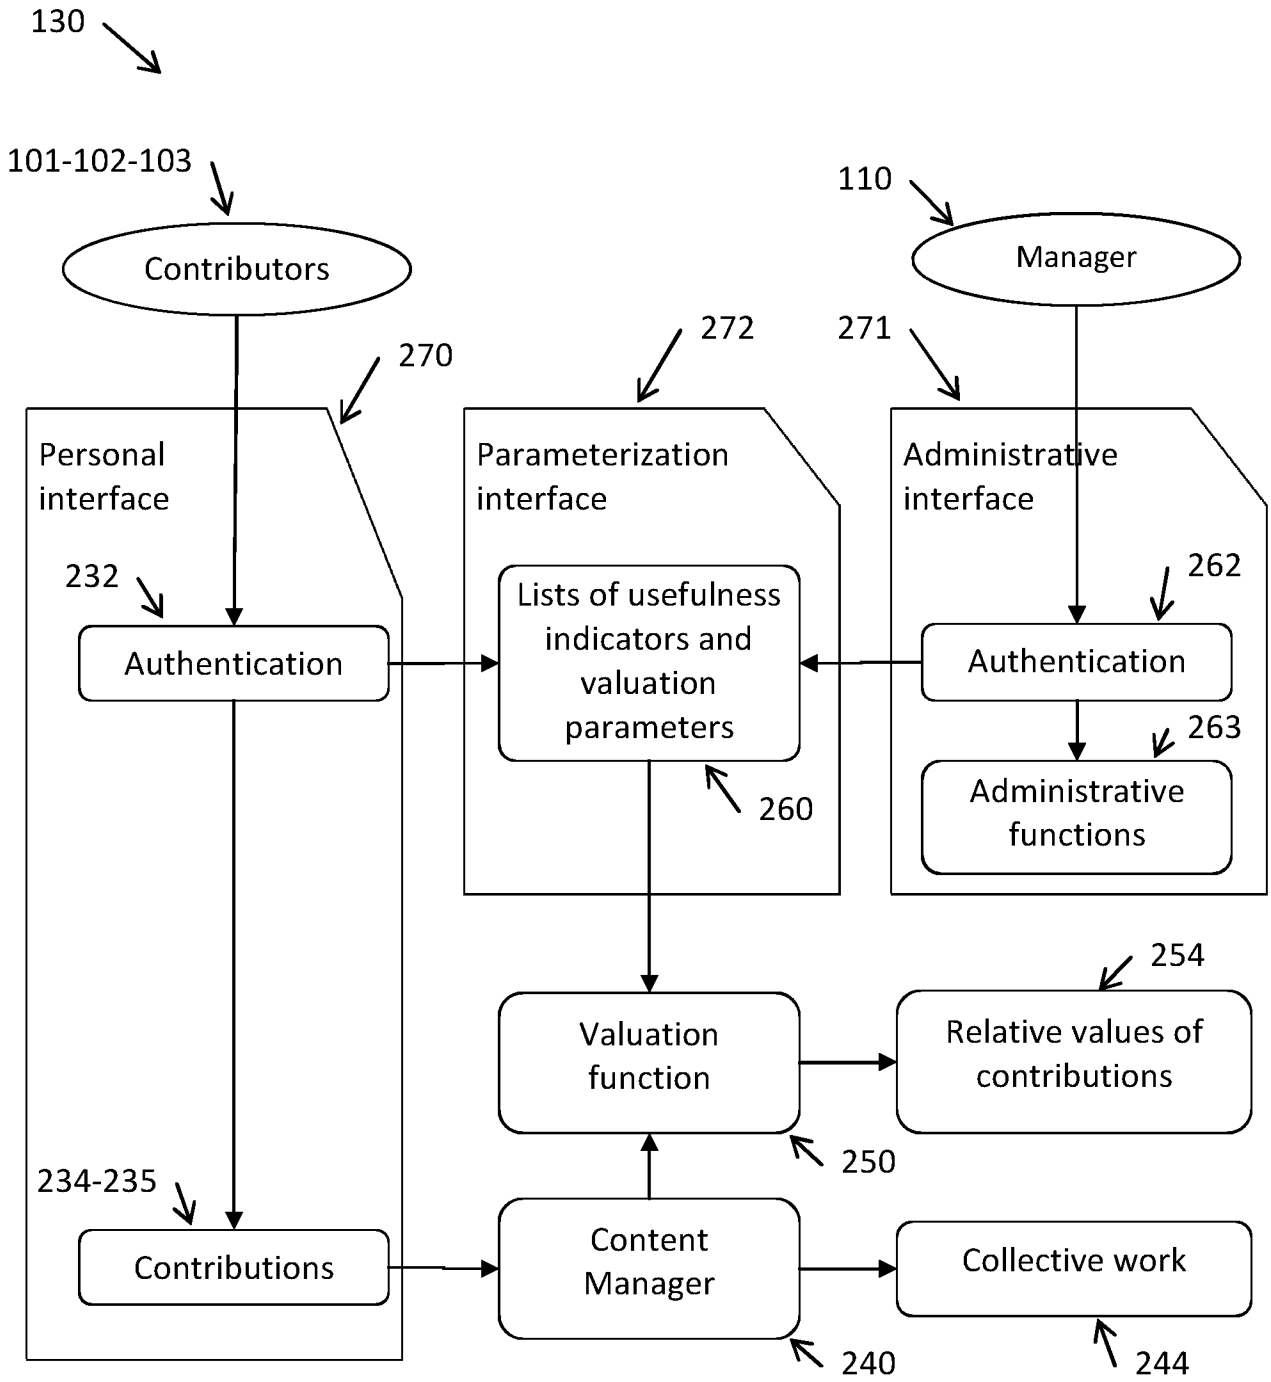 130
101-102-103
110
Contributors
Manager
272
271
270
Personal
interface
Parameterization
interface
Administrative
interface
232
262
Lists of usefulness
indicators and
valuation
parameters
Authentication
Authentication
263
260
Administrative
functions
254
Valuation
function
Relative values of
contributions
250
234-235
Contributions
Content
Manager
Collective work
240
244